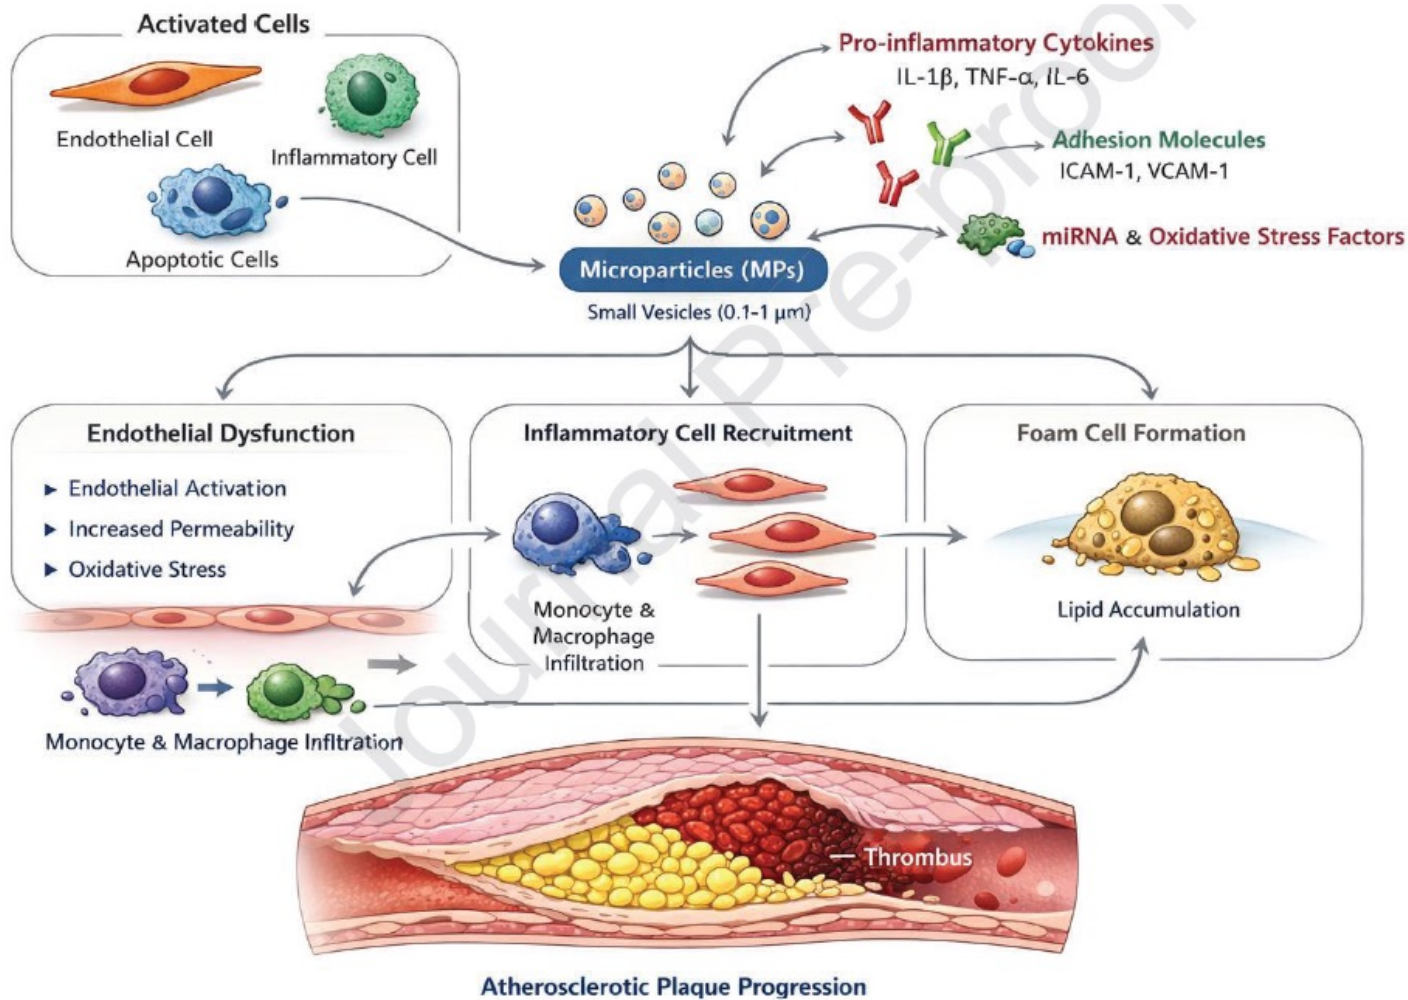 Activated Cells
Endothelial Cell
Inflammatory Cell
Apoptotic Cells
Pro-inflammatory Cytokines
IL-1β, TNF-α, IL-6
Adhesion Molecules
ICAM-1, VCAM-1
miRNA & Oxidative Stress Factors
Microparticles (MPs)
Small Vesicles (0.1-1 µm)
Endothelial Dysfunction
▶ Endothelial Activation
▶ Increased Permeability
▶ Oxidative Stress
Monocyte & Macrophage Infltration
Inflammatory Cell Recruitment
Monocyte &
Macrophage
Infiltration
Foam Cell Formation
Lipid Accumulation
Thrombus
Atherosclerotic Plaque Progression
Journal Pre-proof